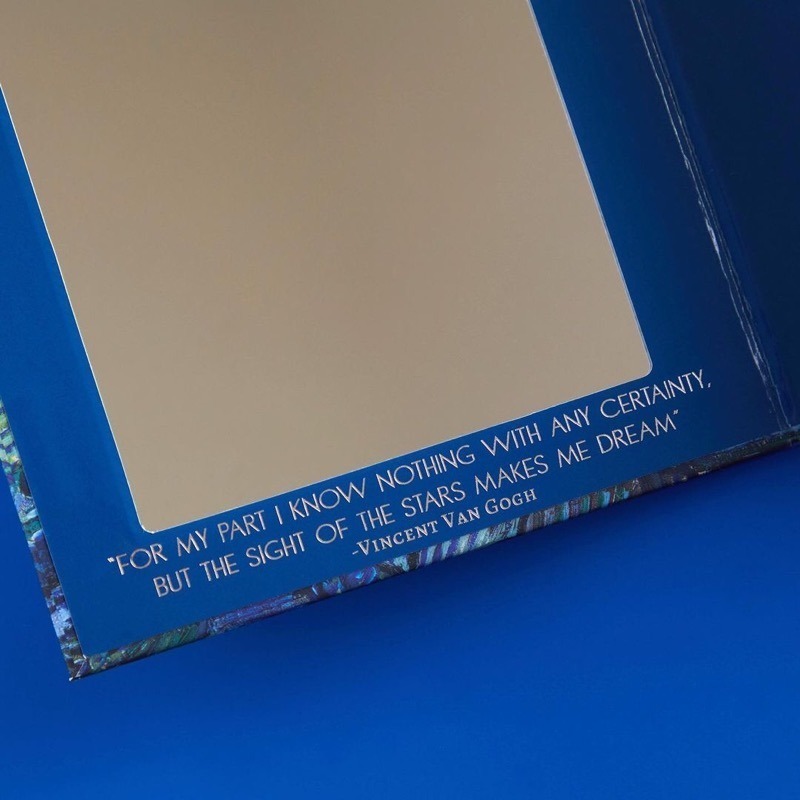 "FOR MY PART I KNOW NOTHING WITH ANY CERTAINTY,
BUT THE SIGHT OF THE STARS MAKES ME DREAM"
-VINCENT VAN GOGH